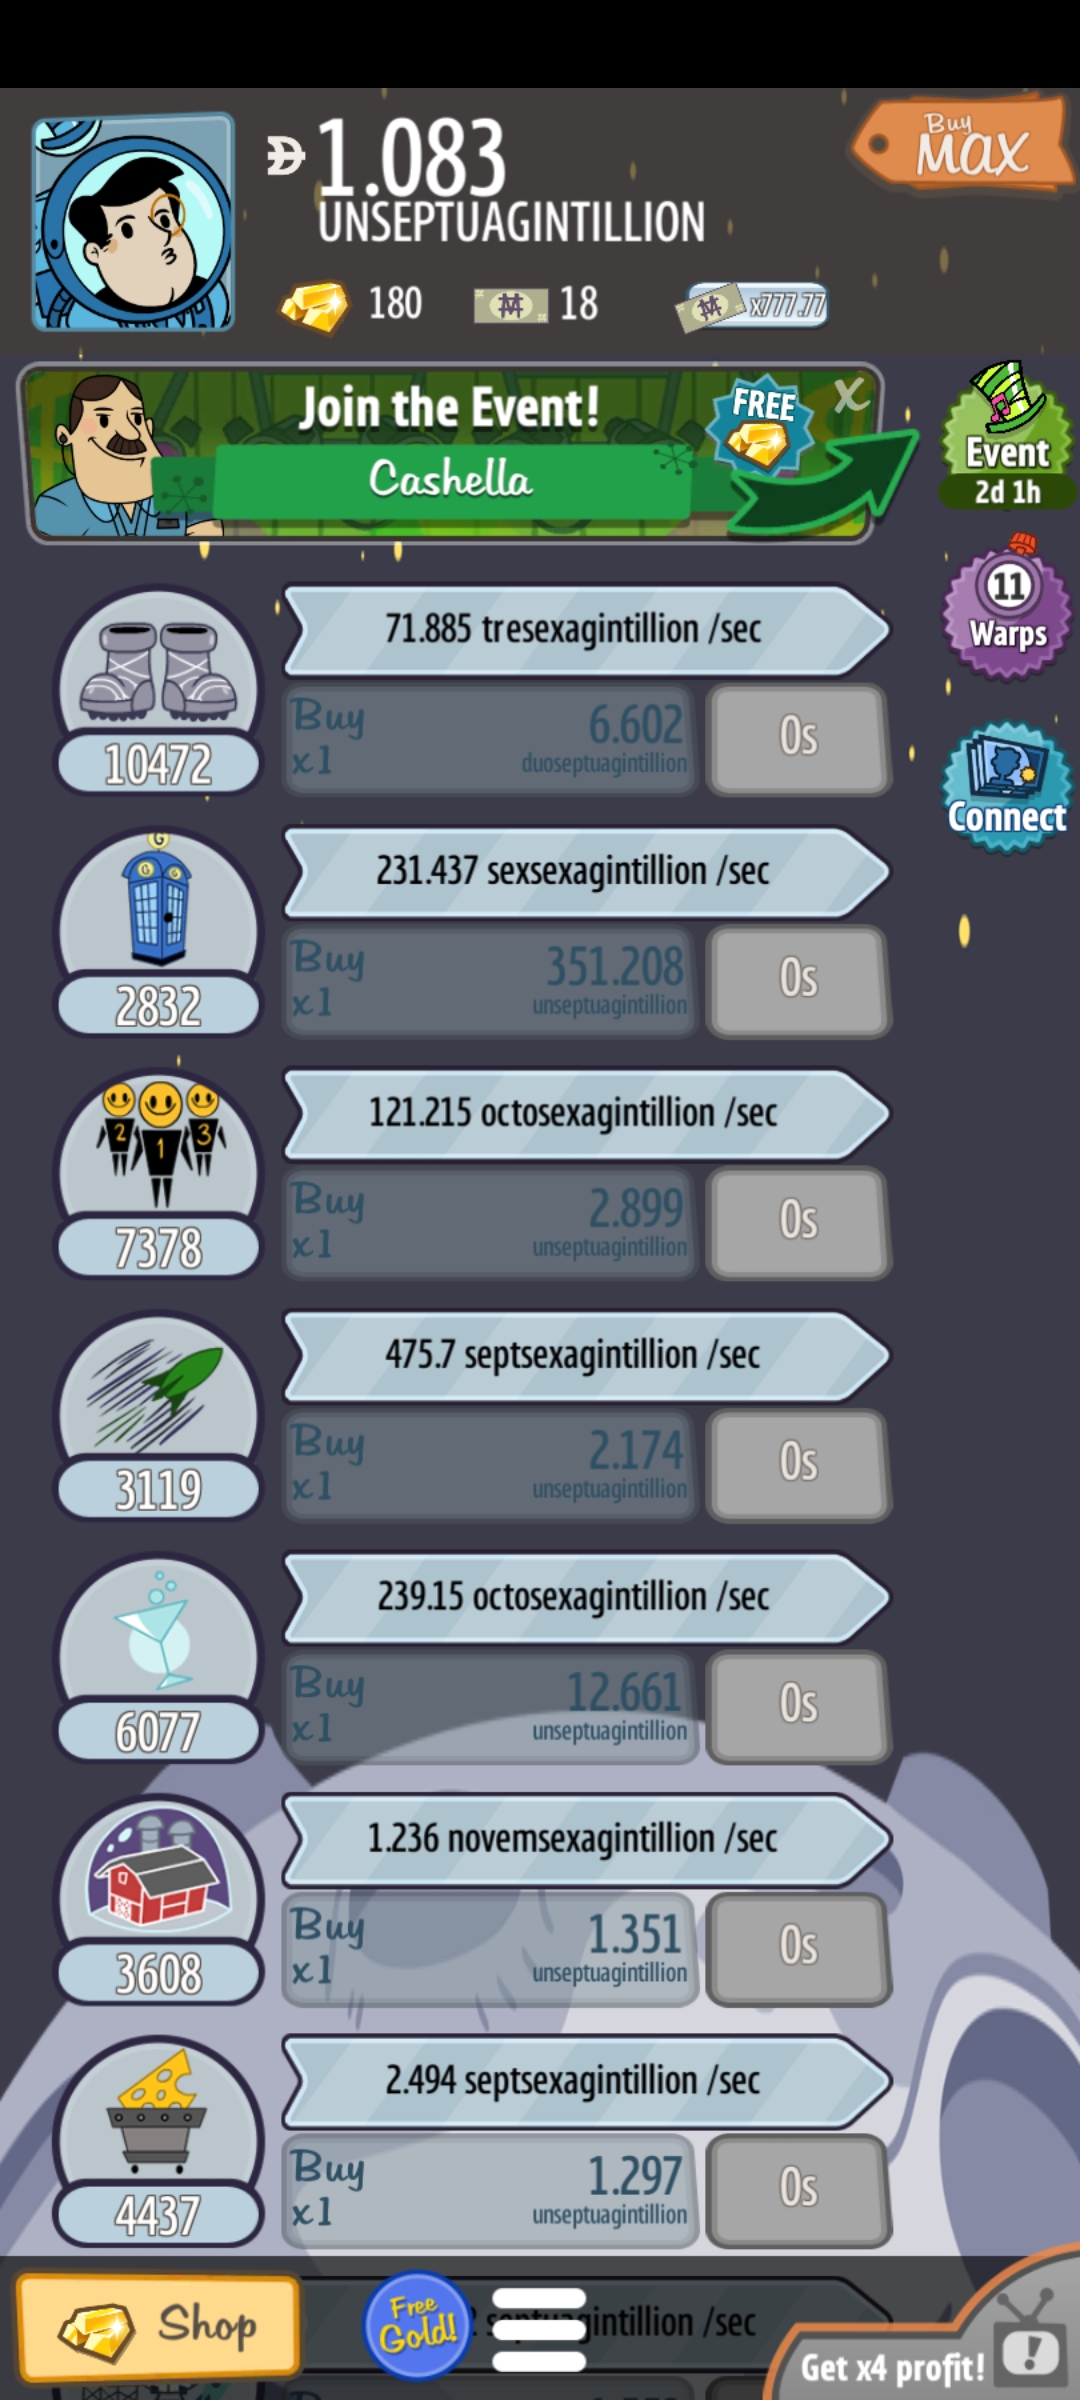 1.083
UNSEPTUAGINTILLION
Buy
MAX
180
18
x777.77
Join the Event!
FREE
X
Cashella
Event
2d 1h
11
Warps
Connect
71.885 tresexagintillion /sec
Buy
x1
6.602
duoseptuagintillion
0s
10472
G
G G
231.437 sexsexagintillion /sec
Buy
x1
351.208
unseptuagintillion
0s
2832
2 1 3
121.215 octosexagintillion /sec
Buy
x1
2.899
unseptuagintillion
0s
7378
475.7 septsexagintillion /sec
Buy
x1
2.174
unseptuagintillion
0s
3119
239.15 octosexagintillion /sec
Buy
x1
12.661
unseptuagintillion
0s
6077
1.236 novemsexagintillion /sec
Buy
x1
1.351
unseptuagintillion
0s
3608
2.494 septsexagintillion /sec
Buy
x1
1.297
unseptuagintillion
0s
4437
Shop
Free
Gold!
/sec
Get x4 profit!
!